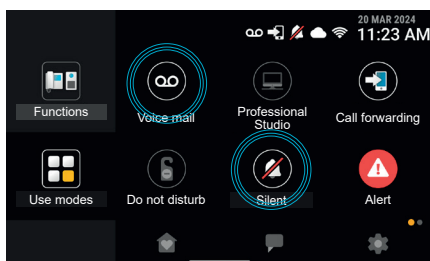 20 MAR 2024
11:23 AM
Functions
Voice mail
Professional
Studio
Call forwarding
Use modes
Do not disturb
Silent
Alert